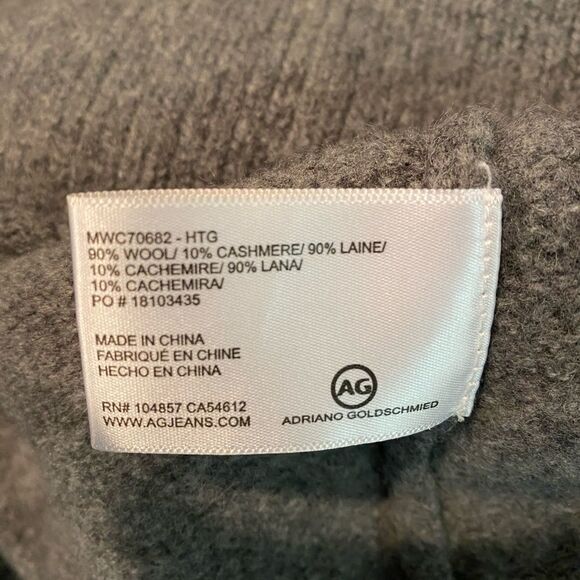 MWC70682 - HTG
90% WOOL/ 10% CASHMERE/ 90% LAINE/
10% CACHEMIRE/ 90% LANA/
10% CACHEMIRA/
PO # 18103435
MADE IN CHINA
FABRIQUÉ EN CHINE
HECHO EN CHINA
RN# 104857 CA54612
WWW.AGJEANS.COM
AG
ADRIANO GOLDSCHMIED